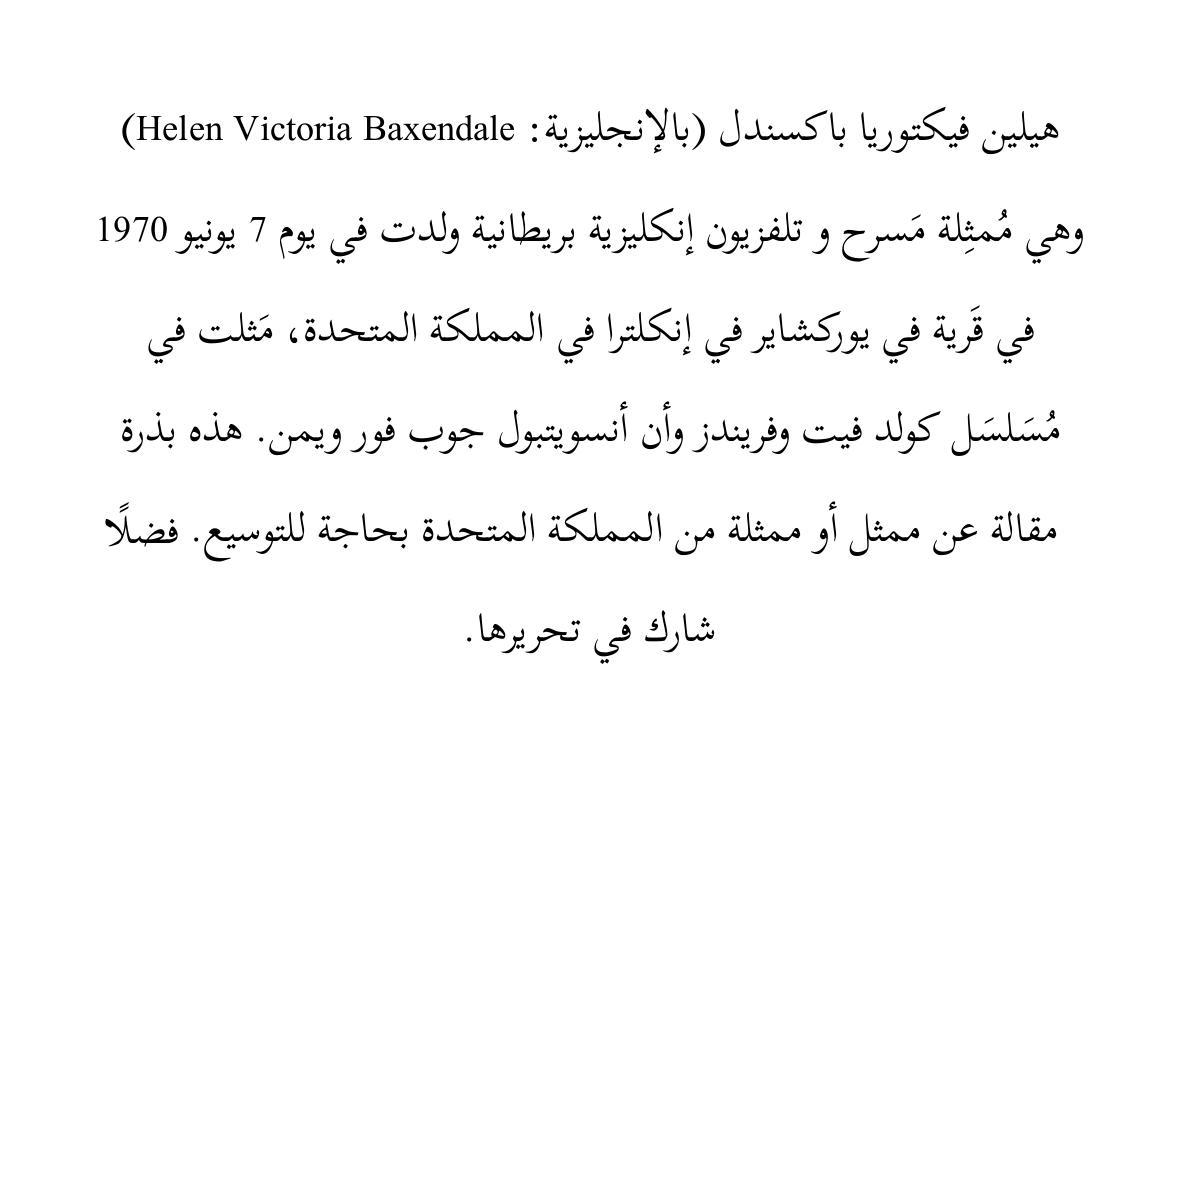 هيلين فيكتوريا باكسندل (بالإنجليزية: Helen Victoria Baxendale)
وهي مُمثِلة مَسرح و تلفزيون إنكليزية بريطانية ولدت في يوم 7 يونيو 1970
في قَرية في يوركشاير في إنكلترا في المملكة المتحدة، مَثلت في
مُسَلسَل كولد فيت وفريندز وأن أنسويتبول جوب فور ويمن. هذه بذرة
مقالة عن ممثل أو ممثلة من المملكة المتحدة بحاجة للتوسيع. فضلًا
شارك في تحريرها.